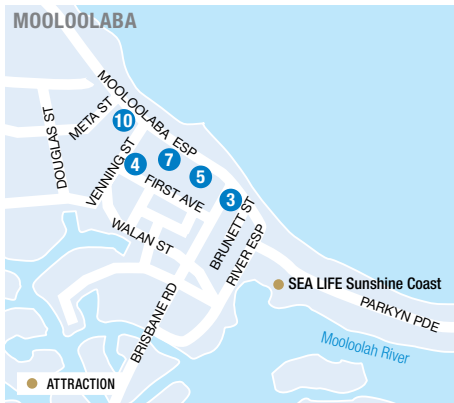 MOOLOOLABA
MOOLOOLABA ESP
DOUGLAS ST
META ST
10
VENNING ST
4
7
5
3
FIRST AVE
WALAN ST
BRUNETT ST
RIVER ESP
BRISBANE RD
SEA LIFE Sunshine Coast
PARKYN PDE
Mooloolah River
ATTRACTION